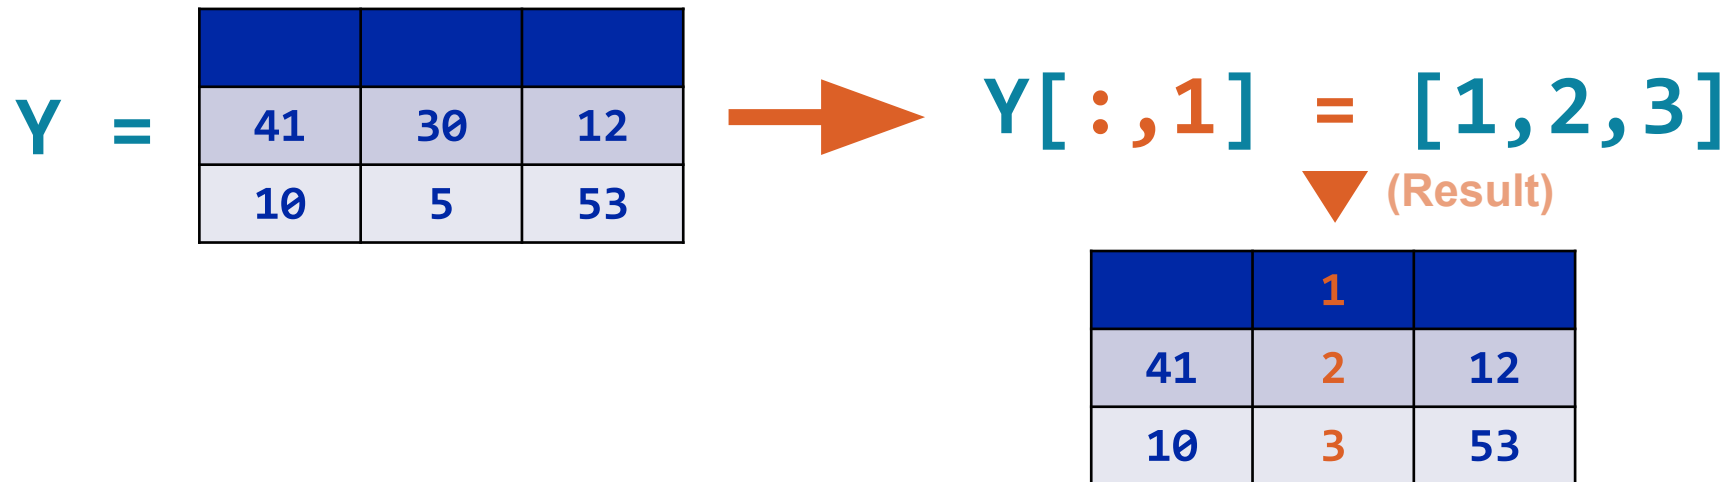 Y =
41 30 12
10 5 53
Y[:,1] = [1,2,3]
(Result)
1
41 2 12
10 3 53